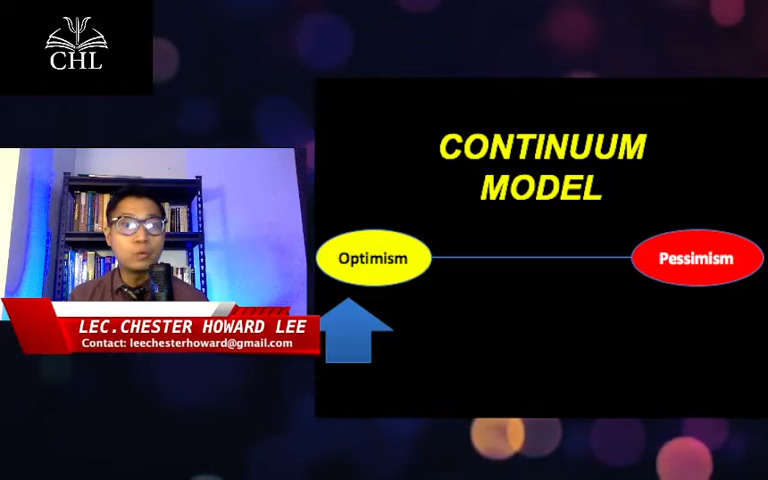 CHL
CONTINUUM
MODEL
Optimism
Pessimism
LEC.CHESTER HOWARD LEE
Contact: leechesterhoward@gmail.com